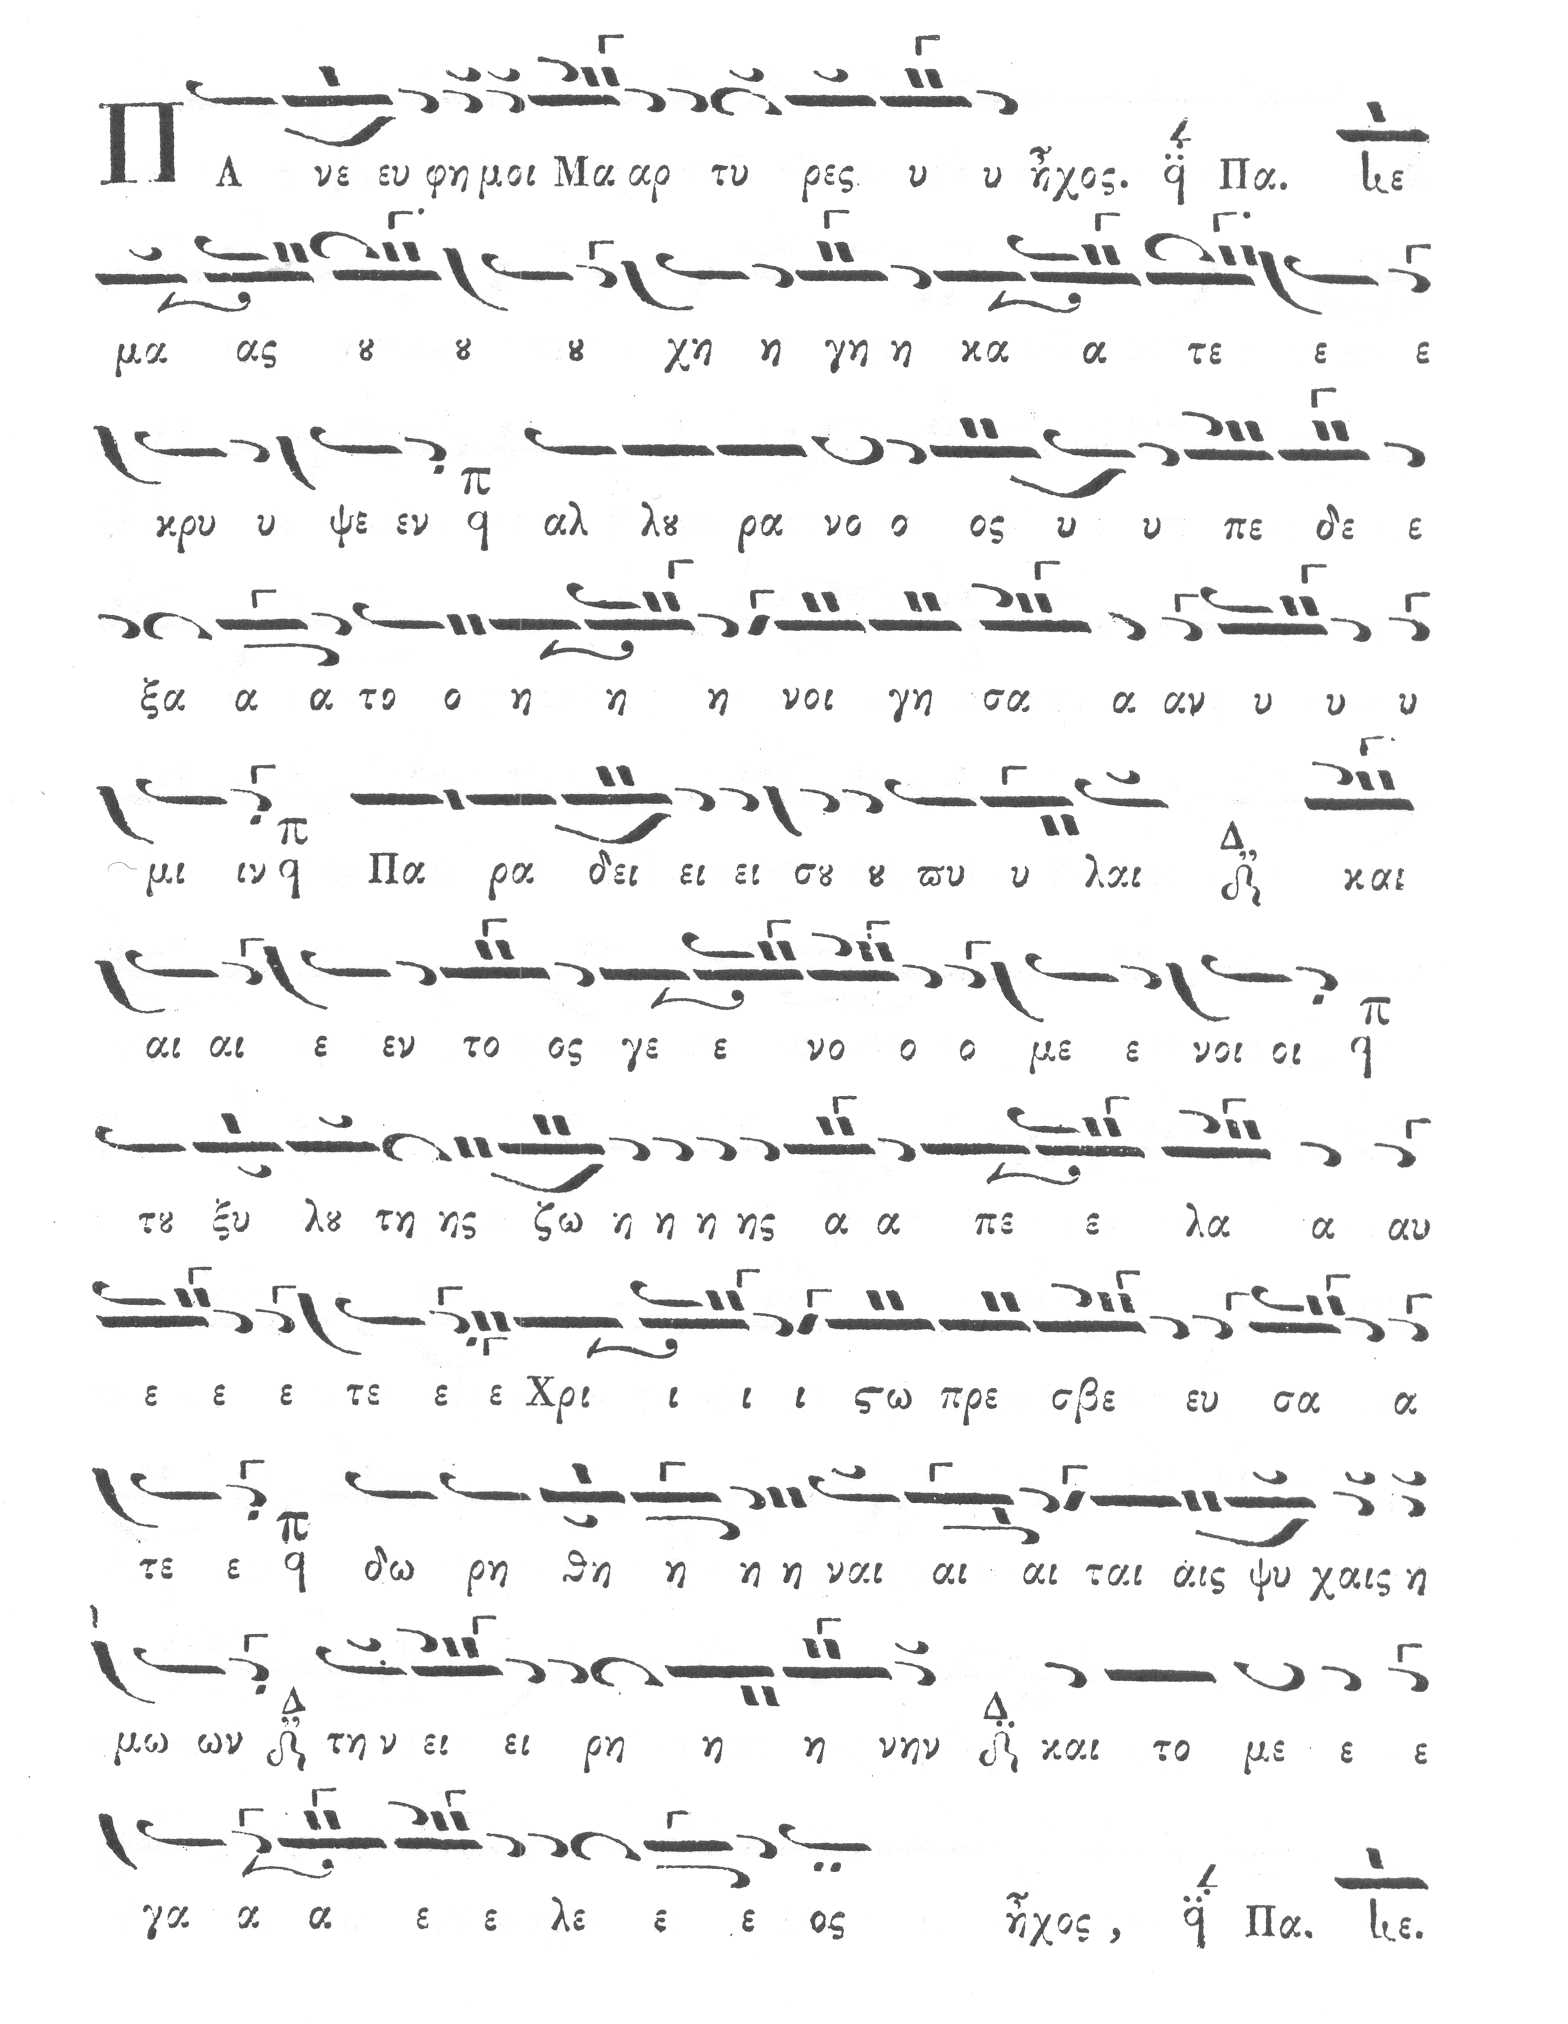 ΠΑ νε ευ φη μοι Μα αρ τυ ρες υ υ ἦχος. q̈ Πα. κε
μα ας ȣ ȣ ȣ χη η γη η κα α τε ε ε
κρυ υ ψε εν π q αλ λȣ ρα νο ο ος υ υ πε δε ε
ξα α α το ο η η η νοι γη σα α αν υ υ υ
μι ιν π q Πα ρα δει ει ει σȣ ȣ ϖυ υ λαι Δ και
αι αι ε εν το ος γε ε νο ο ο με ε νοι οι π q
τȣ ξυ λȣ τη ης ζω η η η ης α α πε ε λα α αυ
ε ε ε τε ε ε Χρι ι ι ι ϛω πρε σβε ευ σα α
τε ε π q δω ρη θη η η η ναι αι αι ται αις ψυ χαις η
μω ων Δ τη ν ει ει ρη η η νην Δ και το με ε ε
γα α α ε ε λε ε ε ος ἦχος, q̈ Πα. κε.